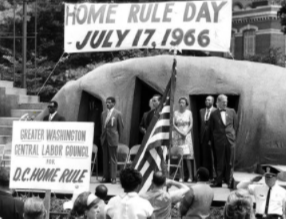 HOME RULE DAY
JULY 17, 1966
GREATER WASHINGTON
CENTRAL LABOR COUNCIL
FOR
D.C. HOME RULE